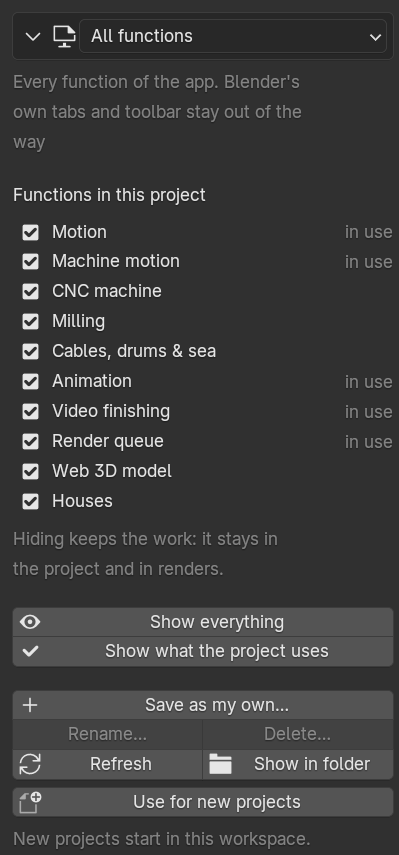 All functions
Every function of the app. Blender's
own tabs and toolbar stay out of the
way
Functions in this project
Motion in use
Machine motion in use
CNC machine
Milling
Cables, drums & sea
Animation in use
Video finishing in use
Render queue in use
Web 3D model
Houses
Hiding keeps the work: it stays in
the project and in renders.
Show everything
Show what the project uses
Save as my own...
Rename... Delete...
Refresh Show in folder
Use for new projects
New projects start in this workspace.